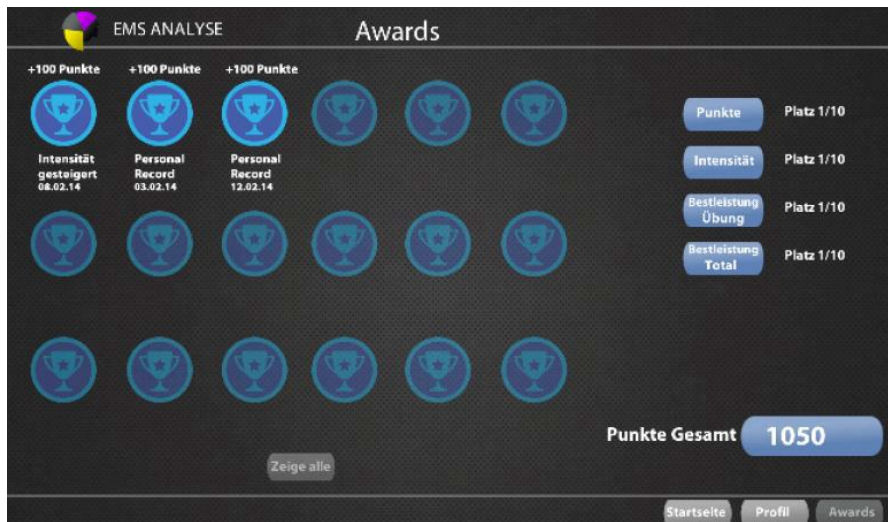 EMS ANALYSE
Awards
+100 Punkte
+100 Punkte
+100 Punkte
Intensität
gesteigert
08.02.14
Personal
Record
03.02.14
Personal
Record
12.02.14
Punkte
Platz 1/10
Intensität
Platz 1/10
Bestleistung
Übung
Platz 1/10
Bestleistung
Total
Platz 1/10
Punkte Gesamt
1050
Zeige alle
Startseite
Profil
Awards